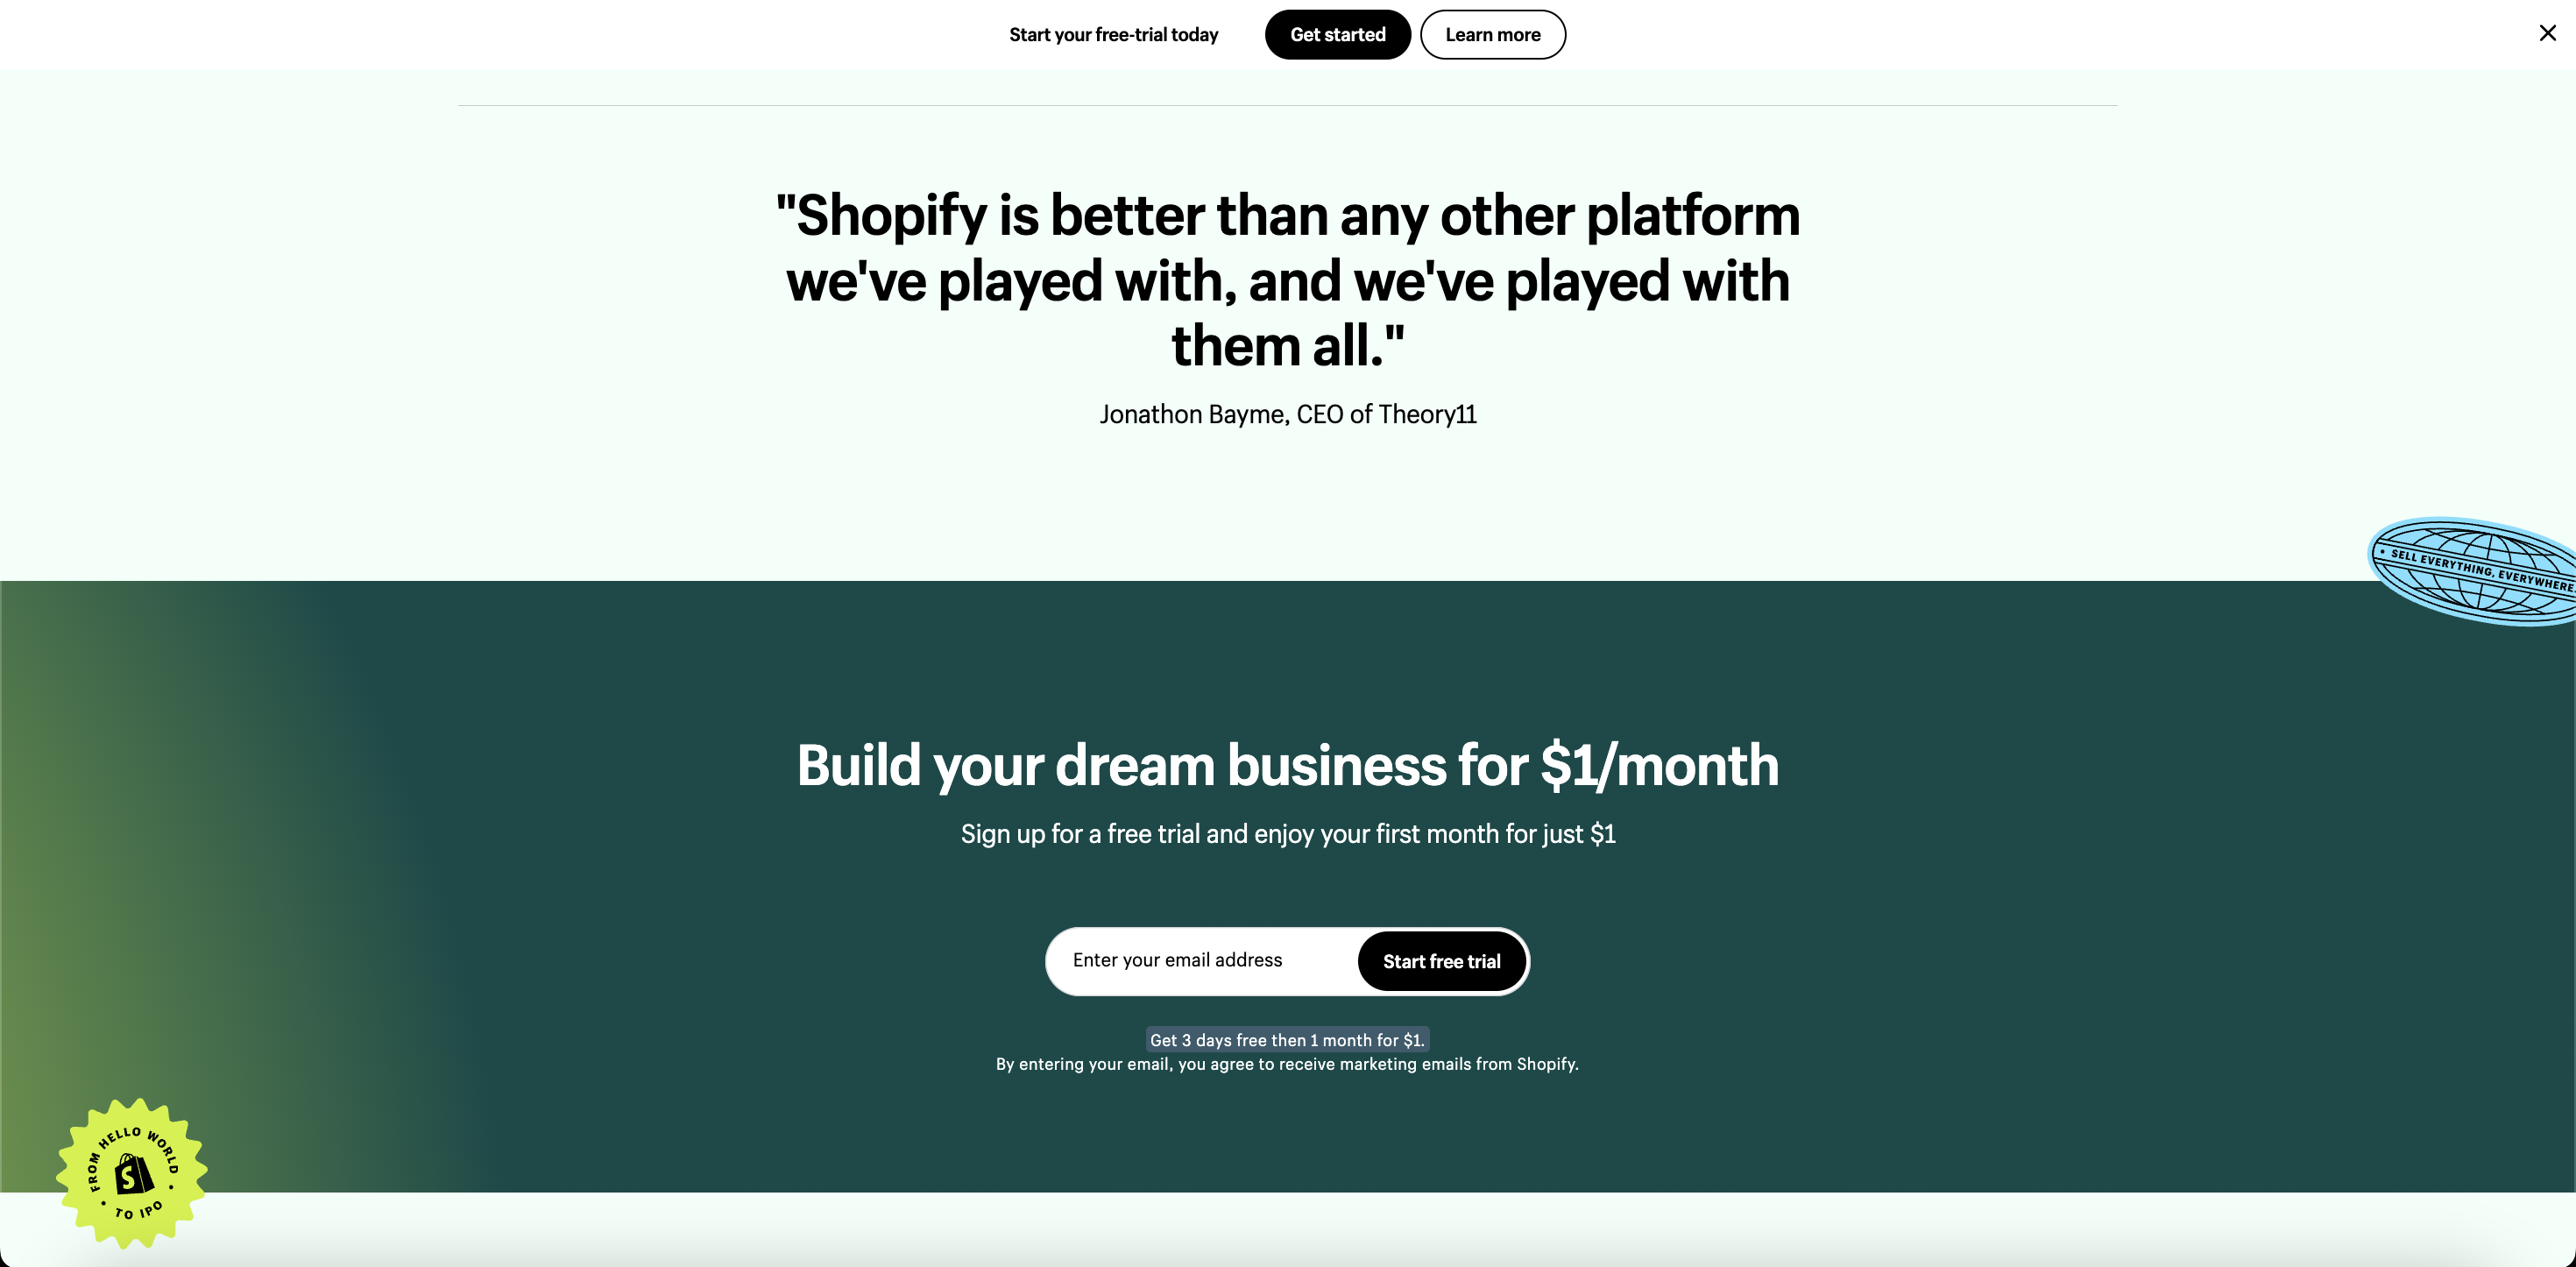 Start your free-trial today
Get started
Learn more
"Shopify is better than any other platform
we've played with, and we've played with
them all."
Jonathon Bayme, CEO of Theory11
• SELL EVERYTHING, EVERYWHERE.
Build your dream business for $1/month
Sign up for a free trial and enjoy your first month for just $1
Enter your email address
Start free trial
Get 3 days free then 1 month for $1.
By entering your email, you agree to receive marketing emails from Shopify.
FROM HELLO WORLD
• TO IPO •